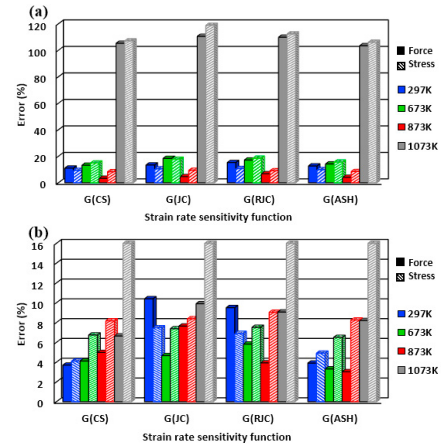 (a)
120
100
80
60
40
20
0
Error (%)
G(CS) G(JC) G(RJC) G(ASH)
Strain rate sensitivity function
Force
Stress
297K
673K
873K
1073K
(b)
16
14
12
10
8
6
4
2
0
Error (%)
G(CS) G(JC) G(RJC) G(ASH)
Strain rate sensitivity function
Force
Stress
297K
673K
873K
1073K